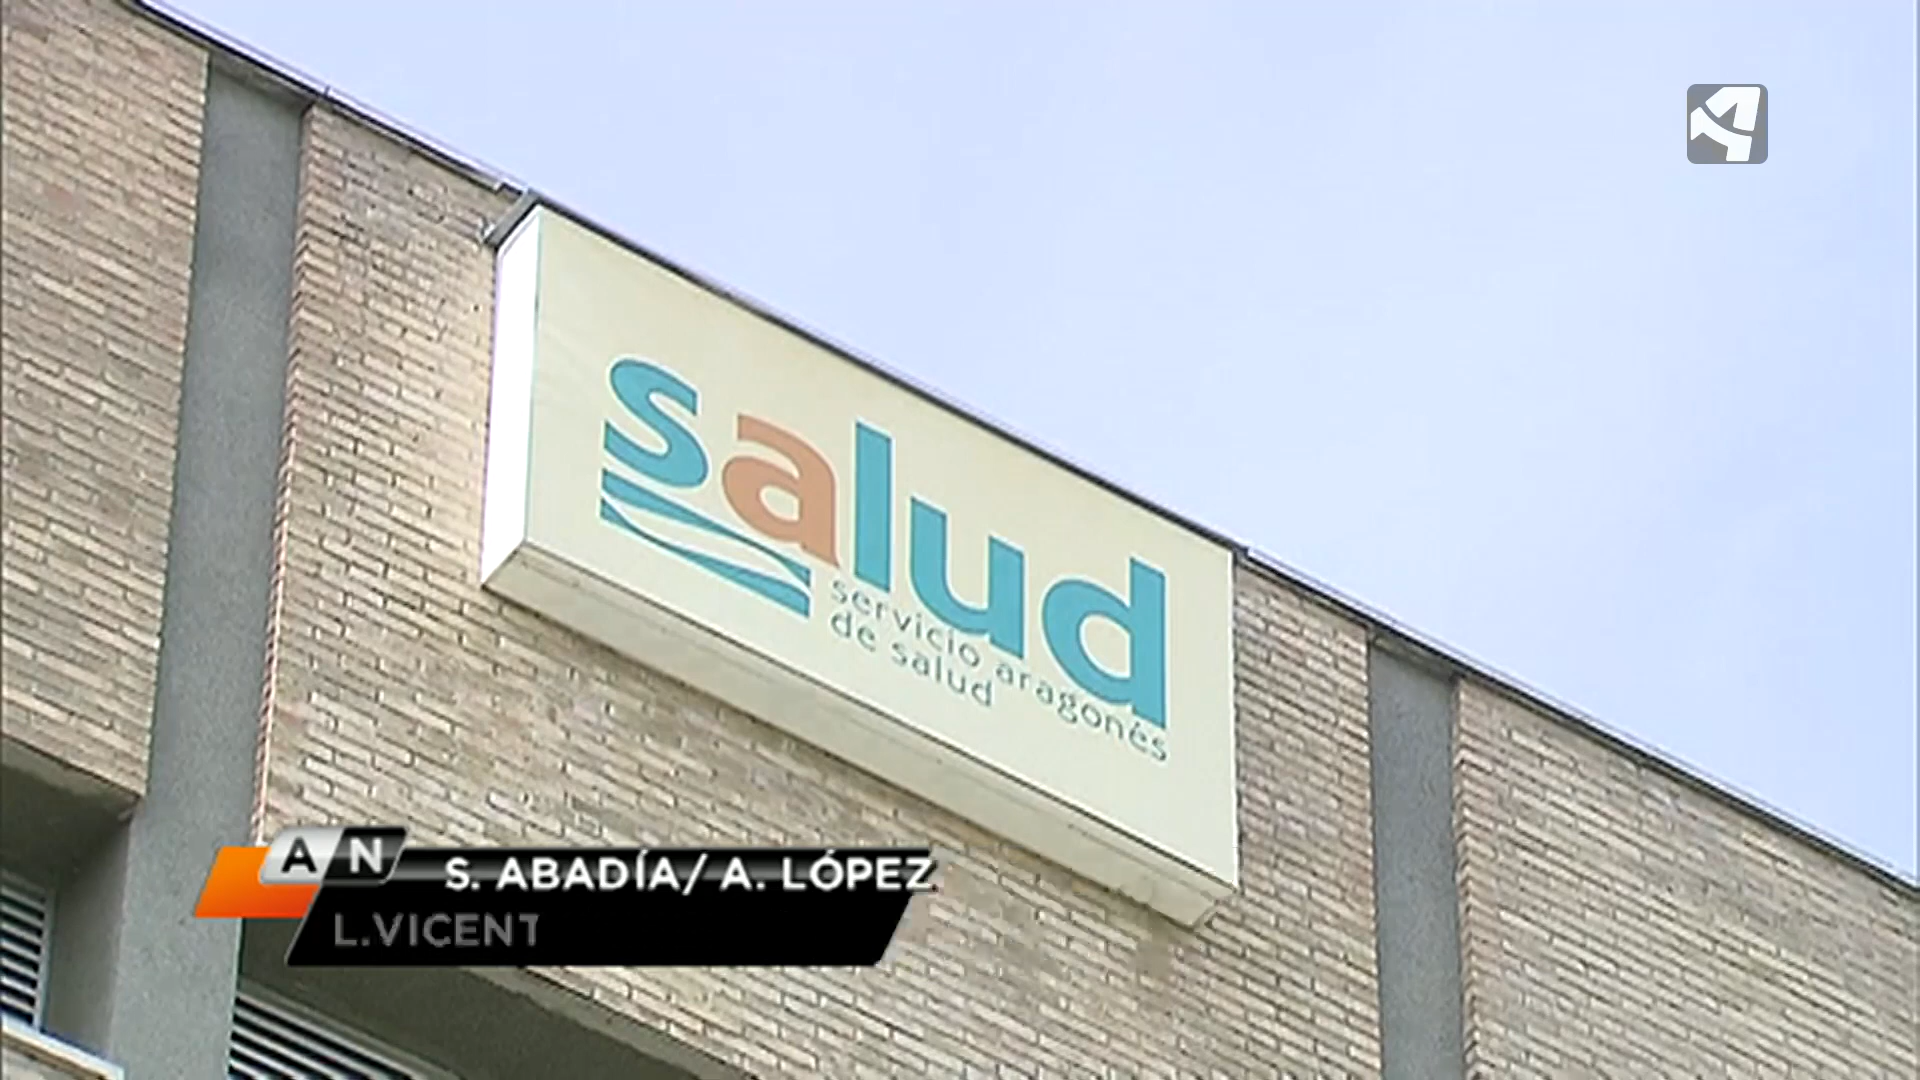 salud
servicio aragonés
de salud
A N
S. ABADÍA/ A. LÓPEZ
L.VICENT